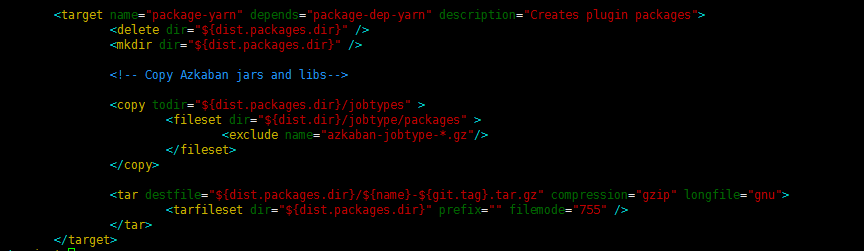 <target name="package-yarn" depends="package-dep-yarn" description="Creates plugin packages">
<delete dir="${dist.packages.dir}" />
<mkdir dir="${dist.packages.dir}" />
<!-- Copy Azkaban jars and libs-->
<copy todir="${dist.packages.dir}/jobtypes" >
<fileset dir="${dist.dir}/jobtype/packages" >
<exclude name="azkaban-jobtype-*.gz"/>
</fileset>
</copy>
<tar destfile="${dist.packages.dir}/${name}-${git.tag}.tar.gz" compression="gzip" longfile="gnu">
<tarfileset dir="${dist.packages.dir}" prefix="" filemode="755" />
</tar>
</target>